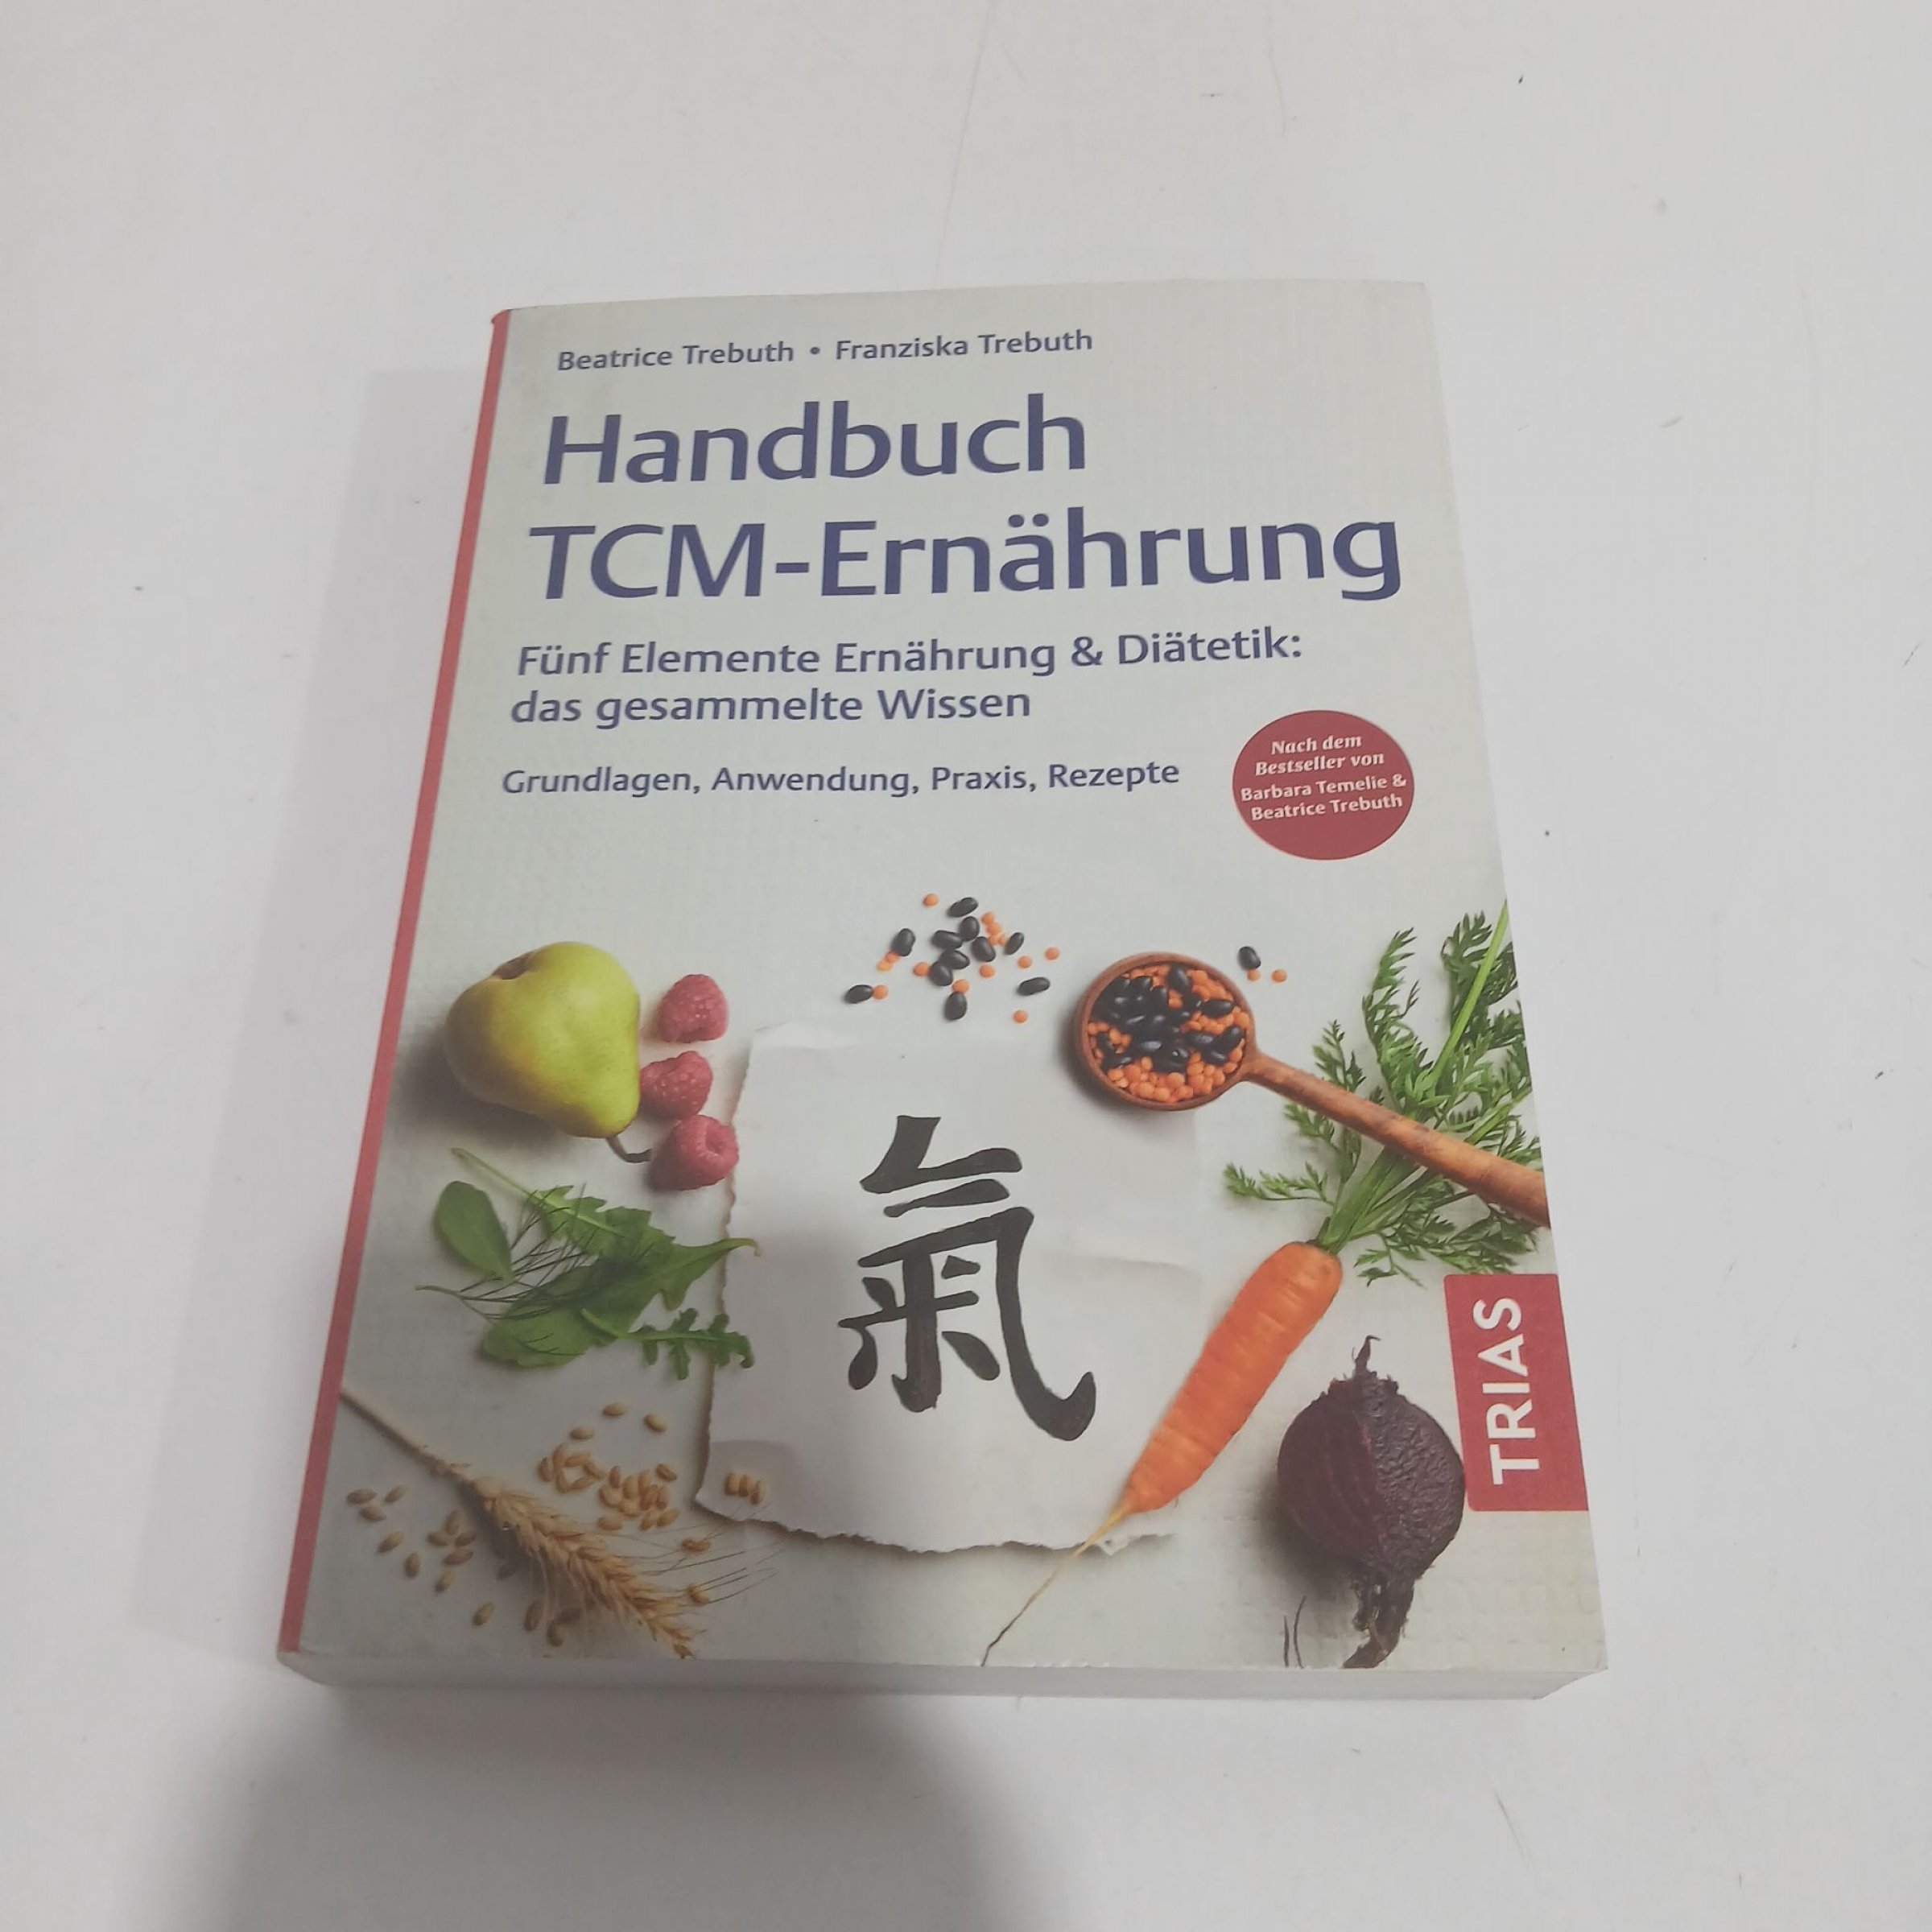 Beatrice Trebuth • Franziska Trebuth
Handbuch
TCM-Ernährung
Fünf Elemente Ernährung & Diätetik:
das gesammelte Wissen
Grundlagen, Anwendung, Praxis, Rezepte
Nach dem
Bestseller von
Barbara Temelie &
Beatrice Trebuth
氣
TRIAS